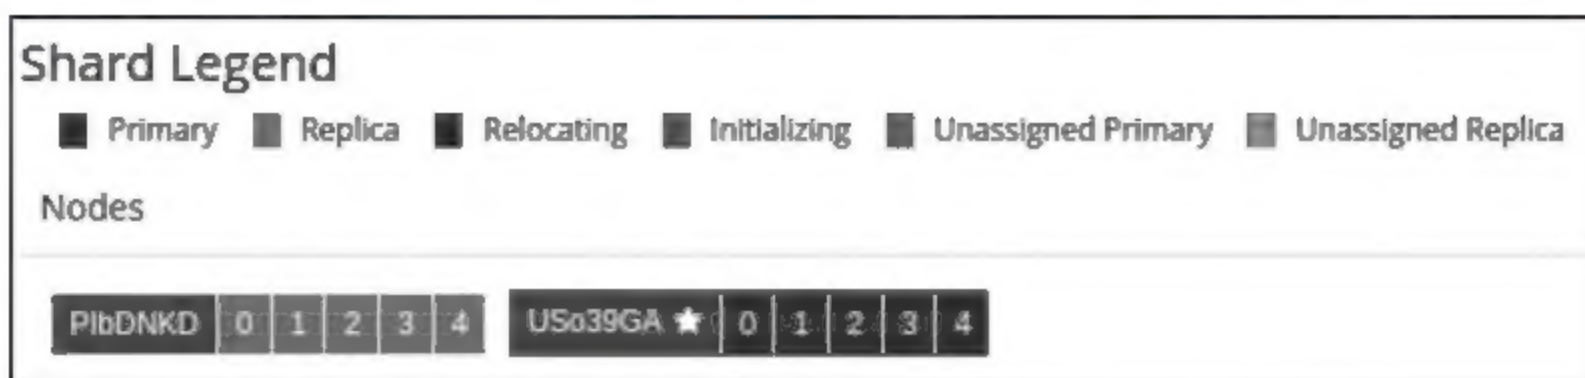 Shard Legend
Primary Replica Relocating Initializing Unassigned Primary Unassigned Replica
Nodes
PIbDNKD 0 1 2 3 4 USo39GA ★ 0 1 2 3 4